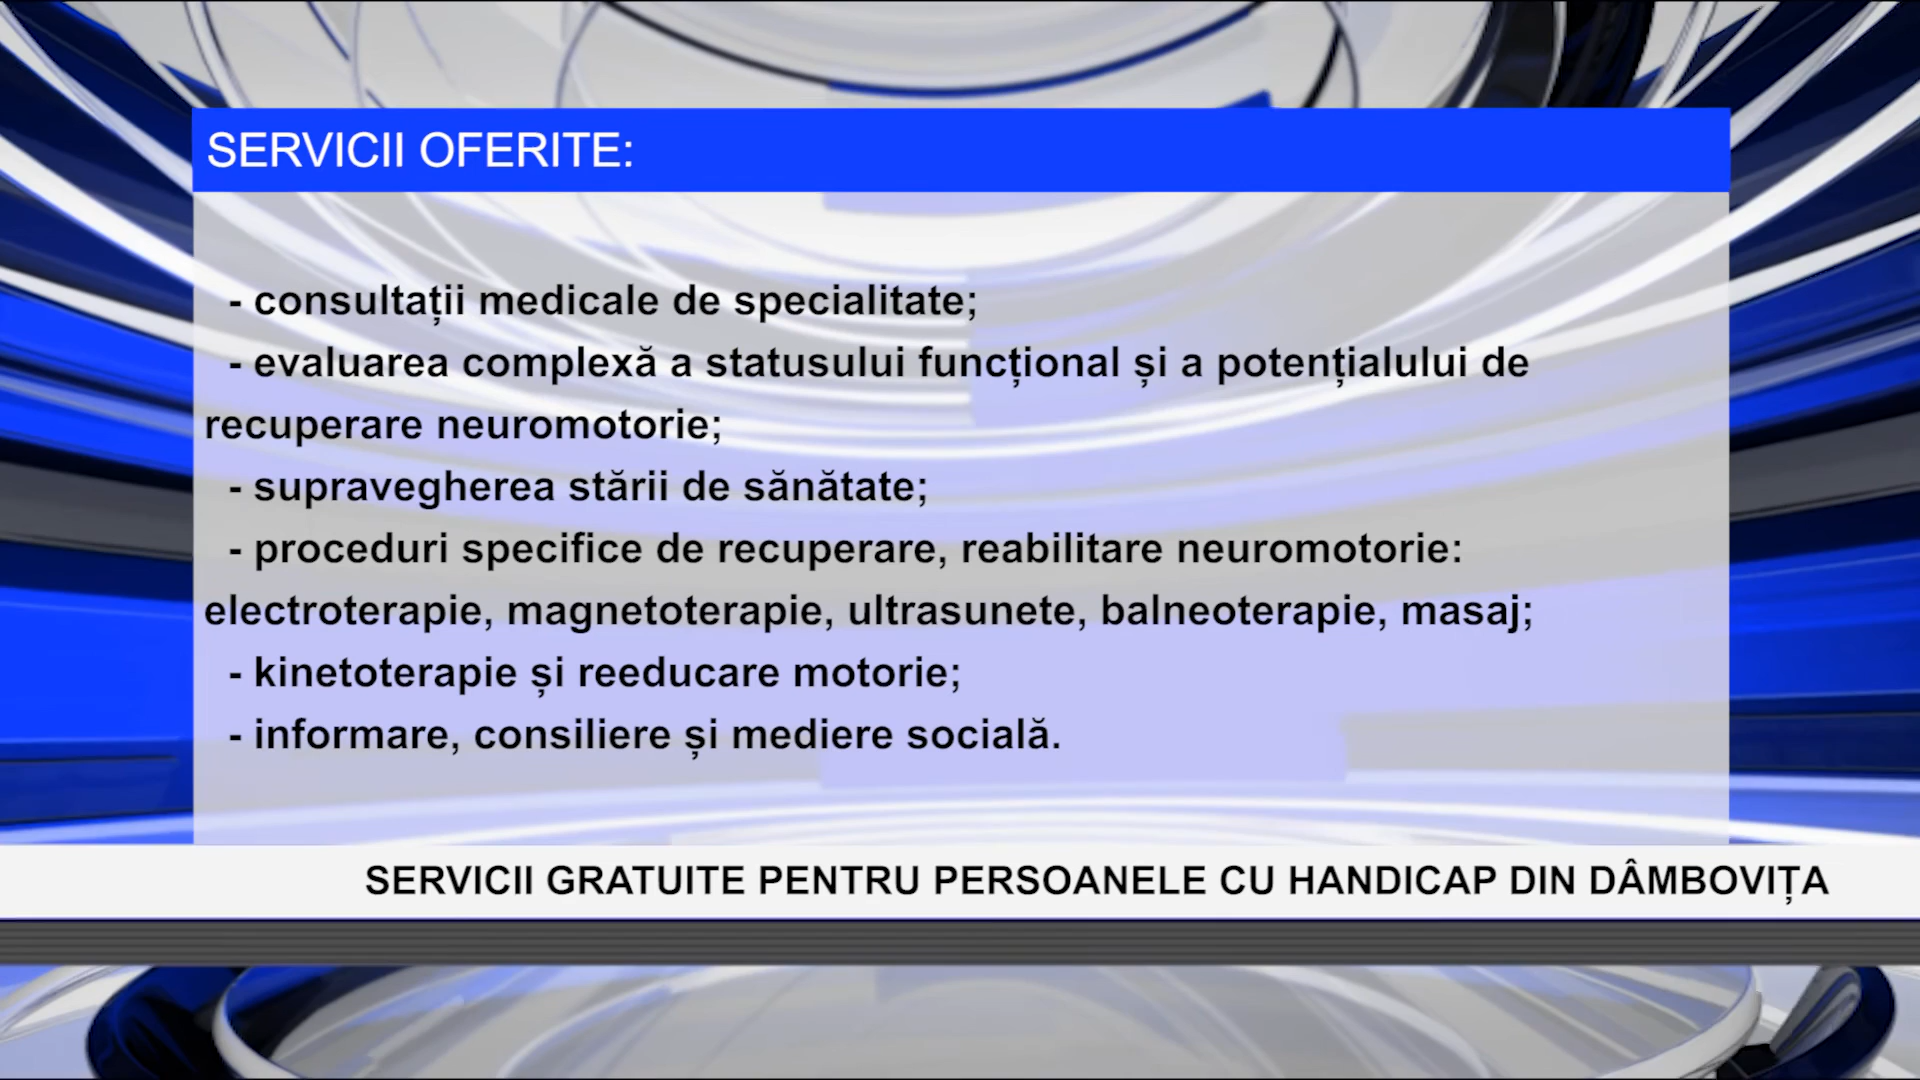 SERVICII OFERITE:
- consultații medicale de specialitate;
- evaluarea complexă a statusului funcțional și a potențialului de
recuperare neuromotorie;
- supravegherea stării de sănătate;
- proceduri specifice de recuperare, reabilitare neuromotorie:
electroterapie, magnetoterapie, ultrasunete, balneoterapie, masaj;
- kinetoterapie și reeducare motorie;
- informare, consiliere și mediere socială.
SERVICII GRATUITE PENTRU PERSOANELE CU HANDICAP DIN DÂMBOVIȚA